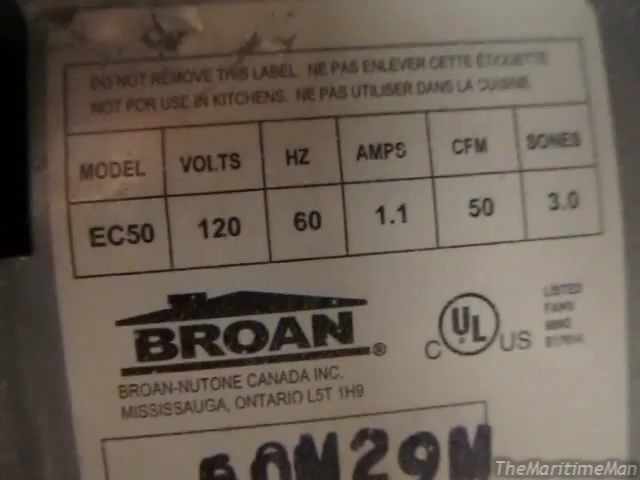 DO NOT REMOVE THIS LABEL. NE PAS ENLEVER CETTE ÉTIQUETTE
NOT FOR USE IN KITCHENS. NE PAS UTILISER DANS LA CUISINE.
MODEL VOLTS HZ AMPS CFM SONES
EC50 120 60 1.1 50 3.0
BROAN®
BROAN-NUTONE CANADA INC.
MISSISSAUGA, ONTARIO L5T 1H9
C UL US
LISTED
FANS
TheMaritimeMan